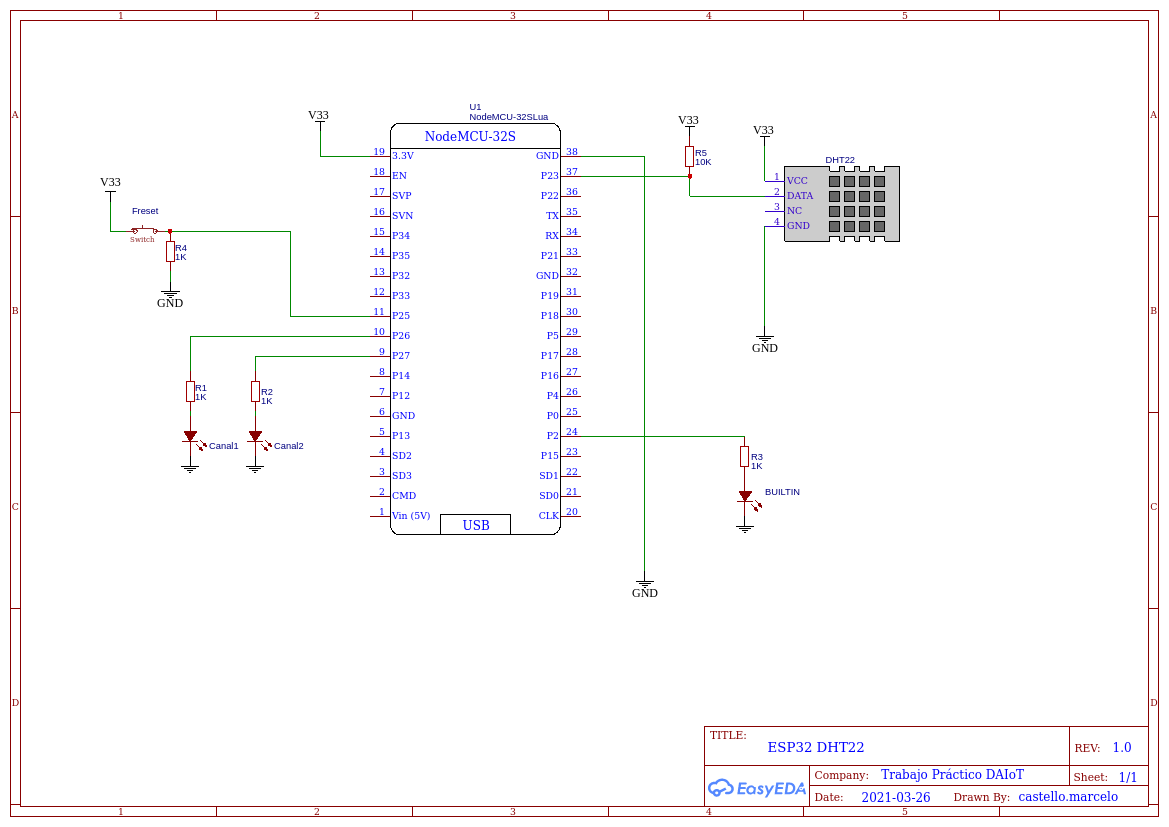 1 2 3 4 5
A A
B B
C C
D D
U1
NodeMCU-32SLua
NodeMCU-32S
V33
19 3.3V
18 EN
17 SVP
16 SVN
15 P34
14 P35
13 P32
12 P33
11 P25
10 P26
9 P27
8 P14
7 P12
6 GND
5 P13
4 SD2
3 SD3
2 CMD
1 Vin (5V)
GND 38
P23 37
P22 36
TX 35
RX 34
P21 33
GND 32
P19 31
P18 30
P5 29
P17 28
P16 27
P4 26
P0 25
P2 24
P15 23
SD1 22
SD0 21
CLK 20
USB
V33
Freset
Switch
R4
1K
GND
R1
1K
R2
1K
Canal1
Canal2
V33
R5
10K
V33
DHT22
1 VCC
2 DATA
3 NC
4 GND
GND
R3
1K
BUILTIN
GND
TITLE:
ESP32 DHT22
REV: 1.0
EasyEDA
Company: Trabajo Práctico DAIoT
Sheet: 1/1
Date: 2021-03-26 Drawn By: castello.marcelo
1 2 3 4 5